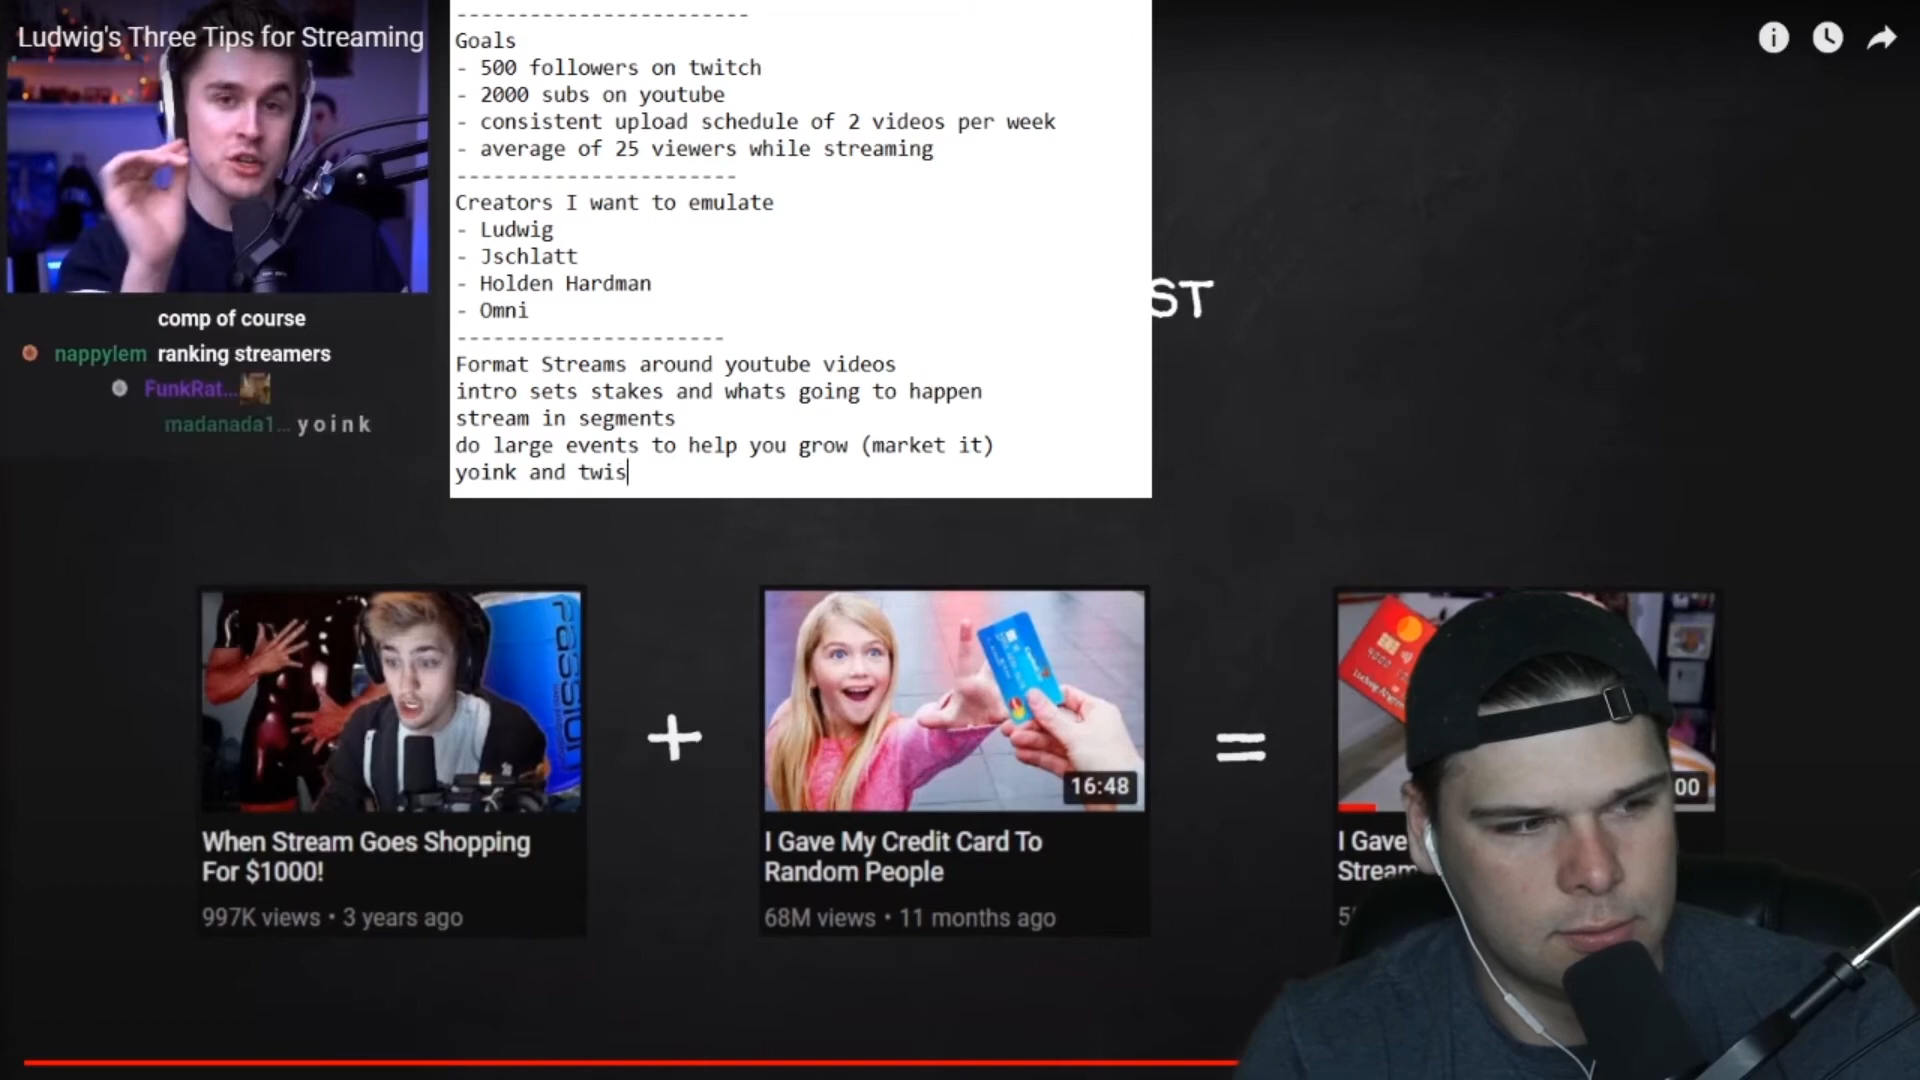 Ludwig's Three Tips for Streaming
comp of course
nappylem ranking streamers
FunkRat...
madanada1... y o i n k
-----------------------
Goals
- 500 followers on twitch
- 2000 subs on youtube
- consistent upload schedule of 2 videos per week
- average of 25 viewers while streaming
-----------------------
Creators I want to emulate
- Ludwig
- Jschlatt
- Holden Hardman
- Omni
----------------------
Format Streams around youtube videos
intro sets stakes and whats going to happen
stream in segments
do large events to help you grow (market it)
yoink and twis
ST
+
=
16:48
00
When Stream Goes Shopping
For $1000!
997K views • 3 years ago
I Gave My Credit Card To
Random People
68M views • 11 months ago
I Gave
Stream